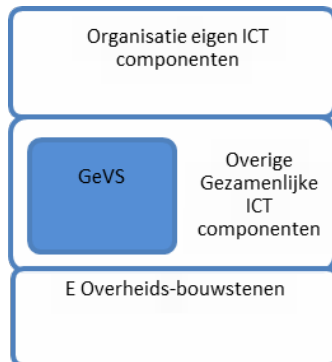 Organisatie eigen ICT
componenten
GeVS
Overige
Gezamenlijke
ICT
componenten
E Overheids-bouwstenen